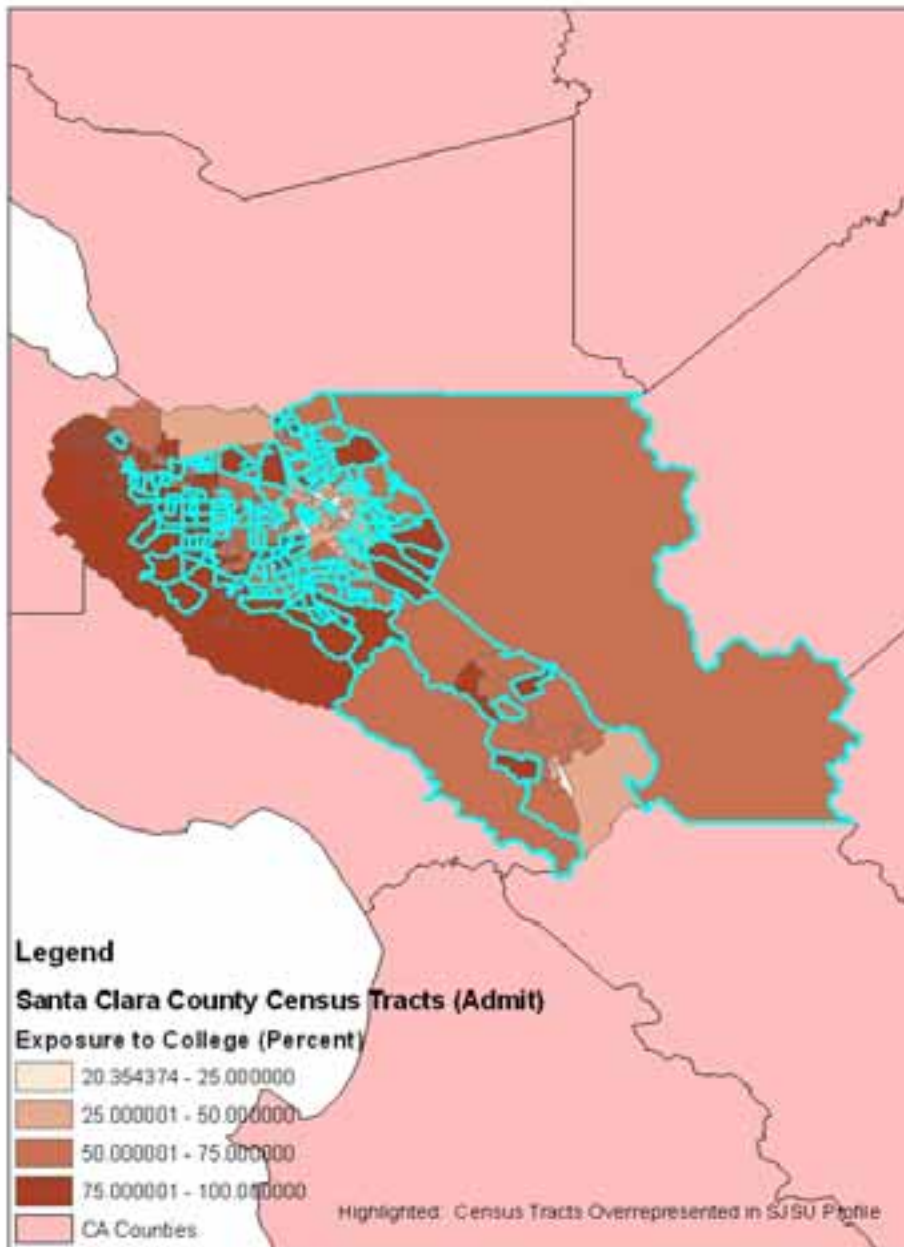 Legend
Santa Clara County Census Tracts (Admit)
Exposure to College (Percent)
20.354374 - 25.000000
25.000001 - 50.000000
50.000001 - 75.000000
75.000001 - 100.000000
CA Counties
Highlighted: Census Tracts Overrepresented in SJSU Profile